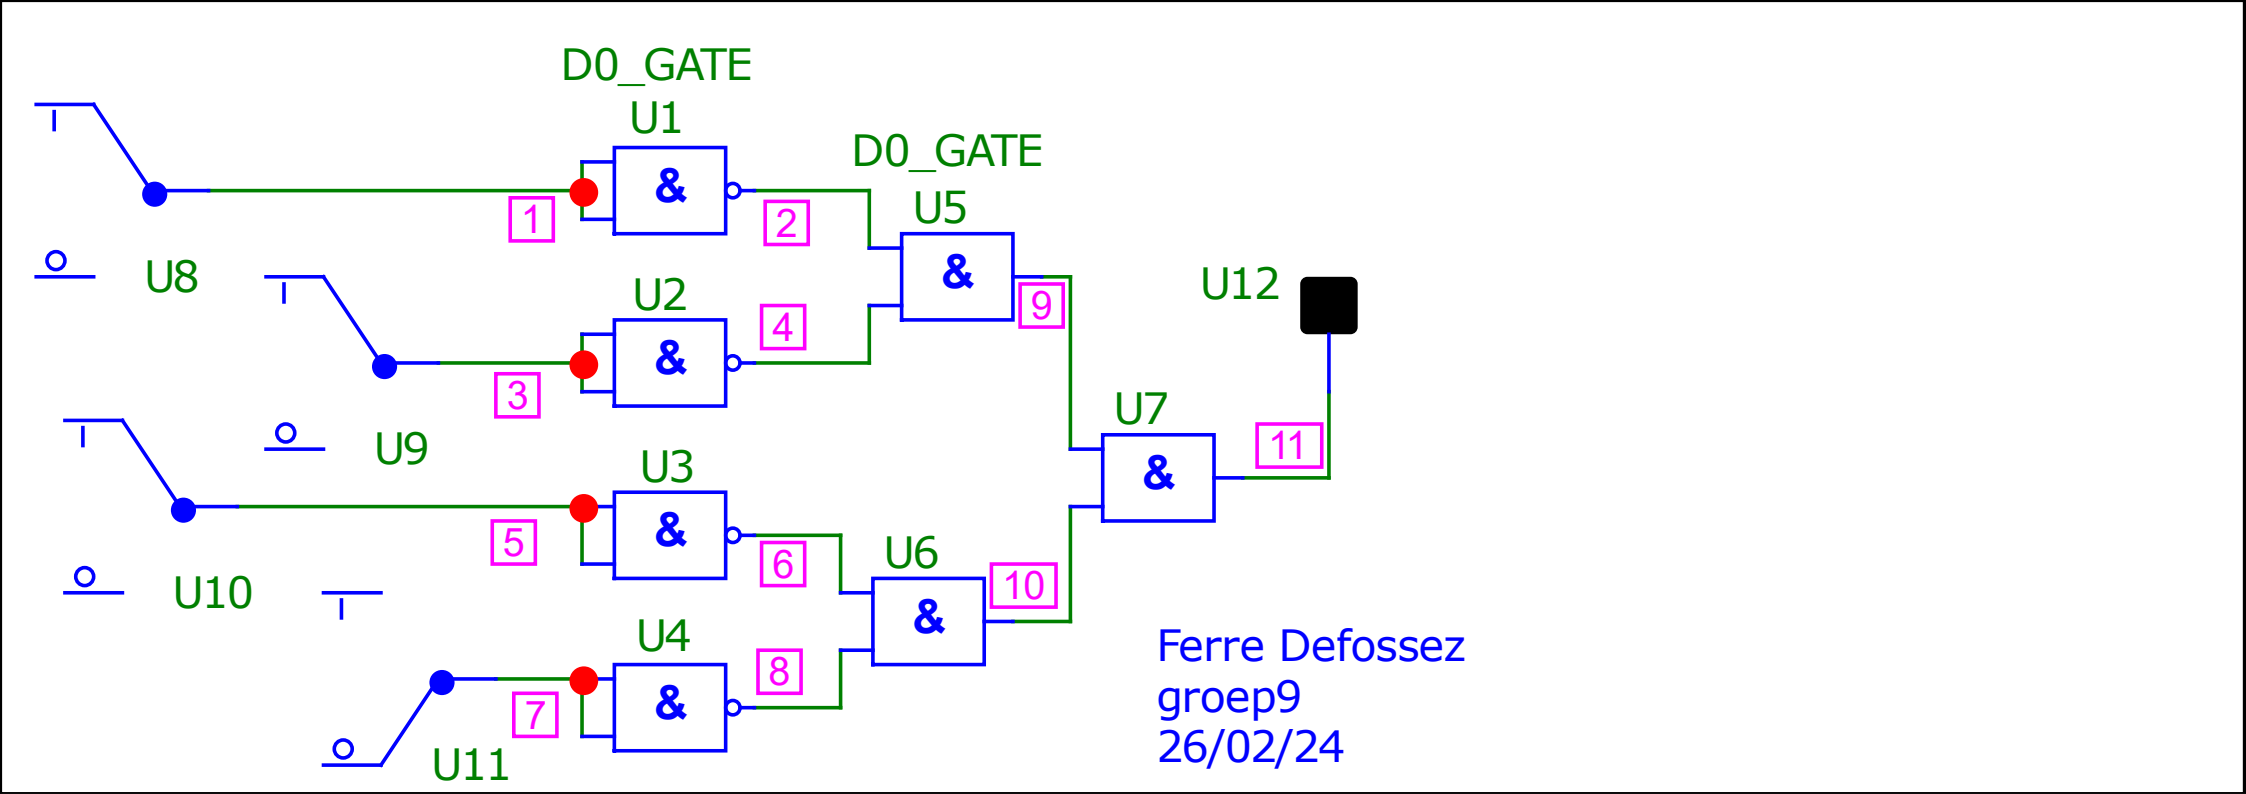 D0_GATE
U1
&
1
2
D0_GATE
U5
&
9
U8
U2
&
3
4
U9
U12
U7
&
11
U3
&
5
6
U10
U6
&
10
U4
&
7
8
U11
Ferre Defossez
groep9
26/02/24